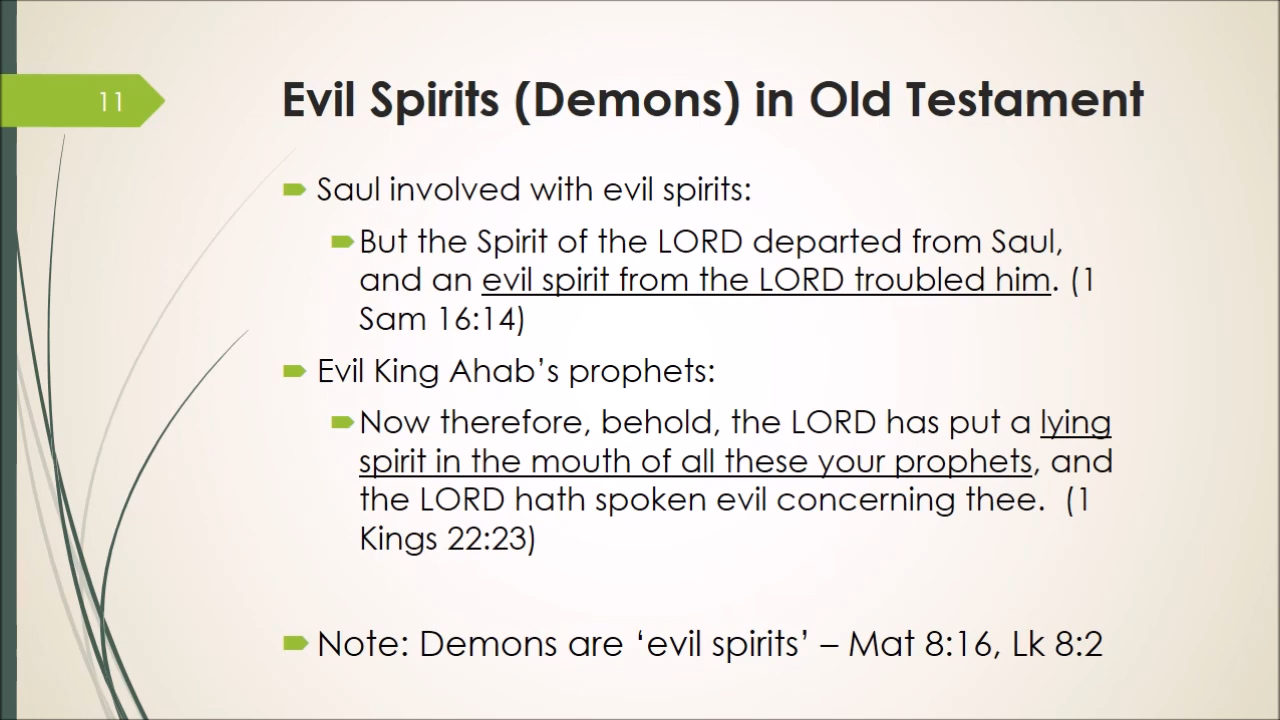 11
Evil Spirits (Demons) in Old Testament
Saul involved with evil spirits:
But the Spirit of the LORD departed from Saul,
and an evil spirit from the LORD troubled him. (1
Sam 16:14)
Evil King Ahab’s prophets:
Now therefore, behold, the LORD has put a lying
spirit in the mouth of all these your prophets, and
the LORD hath spoken evil concerning thee.  (1
Kings 22:23)
Note: Demons are ‘evil spirits’ – Mat 8:16, Lk 8:2